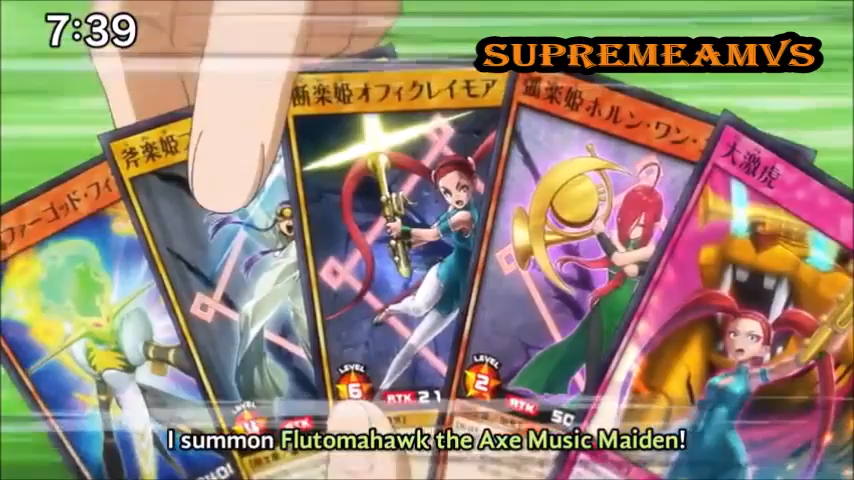 7:39
SUPREMEAMVS
断楽姫オフィクレイモア
斧楽姫
ファーゴッド・フィ
楽姫ホルン・ワン・
大激虎
LEVEL
6
ATK 21
LEVEL
2
ATK 50
LEVEL
ATK
I summon Flutomahawk the Axe Music Maiden!